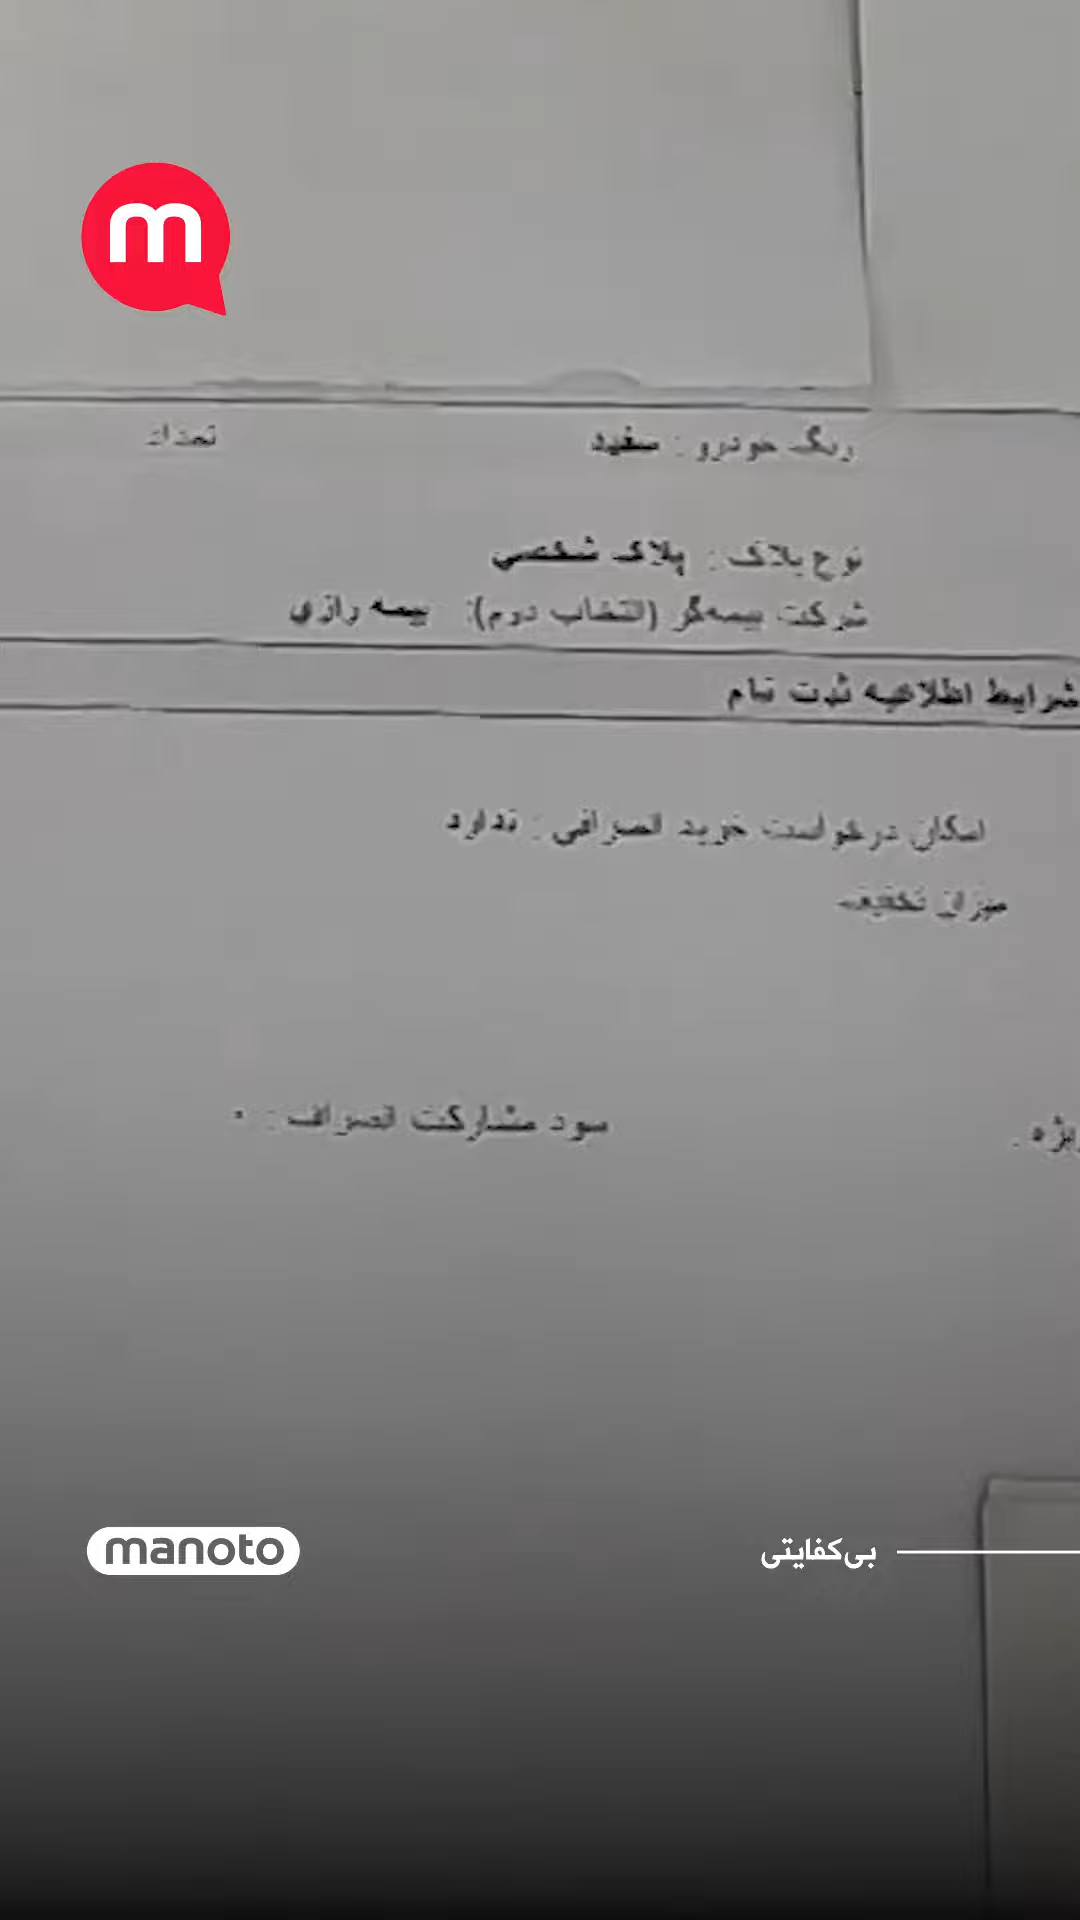 m
رنگ خودرو : سفید
تعداد
نوع پلاک : پلاک شخصی
شرکت بیمه‌گر (انتخاب دوم): بیمه رازی
شرایط اطلاعیه ثبت نام
امکان درخواست خرید انصرافی : ندارد
میزان تخفیف
سود مشارکت انصراف : ۰
manoto
بی‌کفایتی